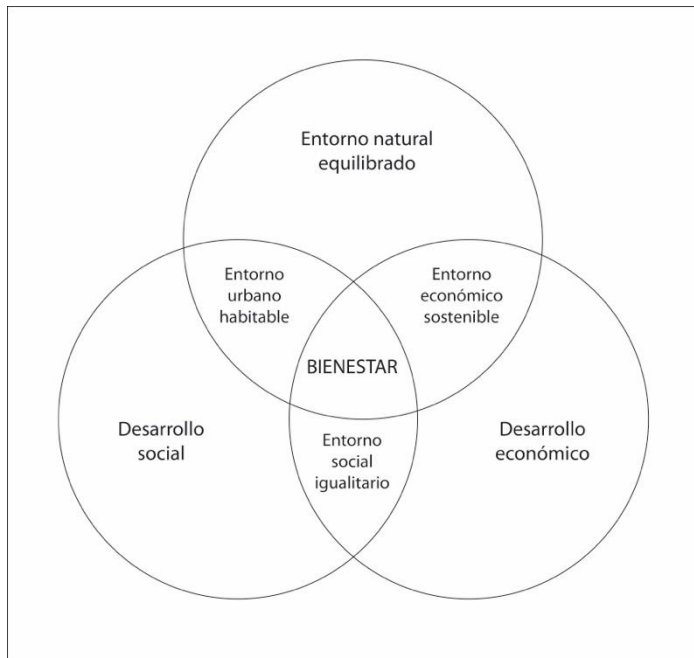 Entorno natural
equilibrado
Entorno
urbano
habitable
Entorno
económico
sostenible
BIENESTAR
Desarrollo
social
Entorno
social
igualitario
Desarrollo
económico